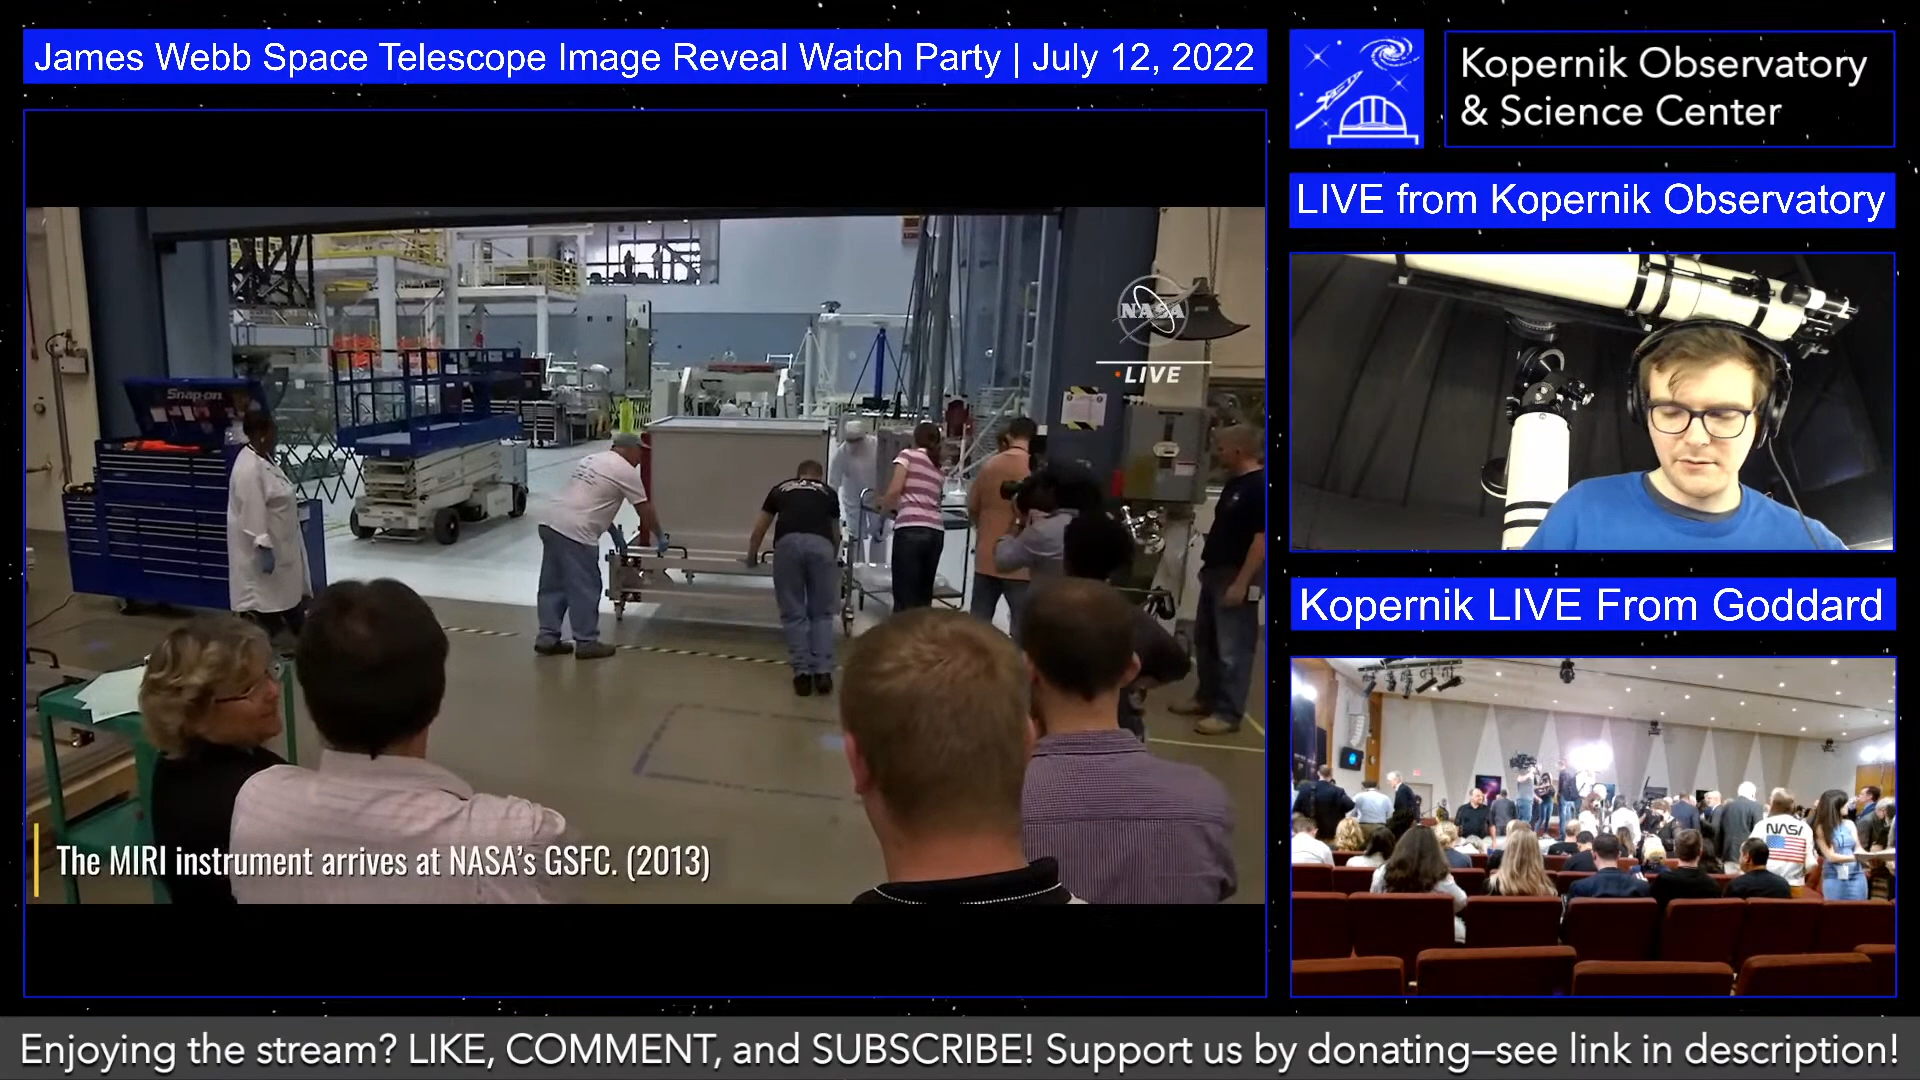 James Webb Space Telescope Image Reveal Watch Party | July 12, 2022
Kopernik Observatory
& Science Center
LIVE from Kopernik Observatory
Snap-on
NASA
LIVE
The MIRI instrument arrives at NASA's GSFC. (2013)
Kopernik LIVE From Goddard
NASA
Enjoying the stream? LIKE, COMMENT, and SUBSCRIBE! Support us by donating—see link in description!